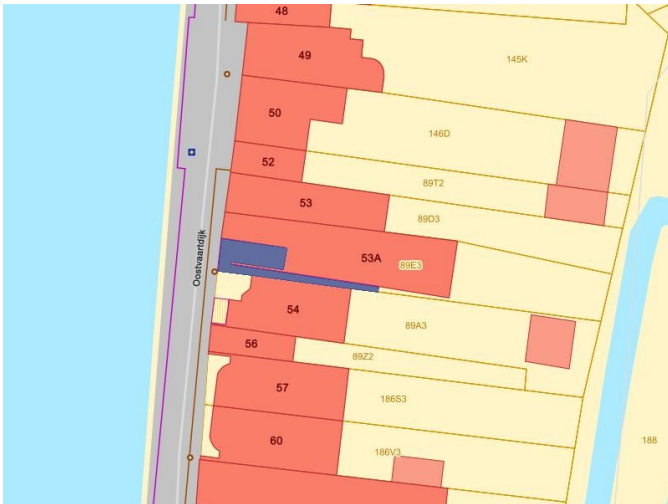 48
49
145K
50
146D
52
89T2
53
89D3
Oostvaartdijk
53A
89E3
54
89A3
56
89Z2
57
186S3
60
186V3
188